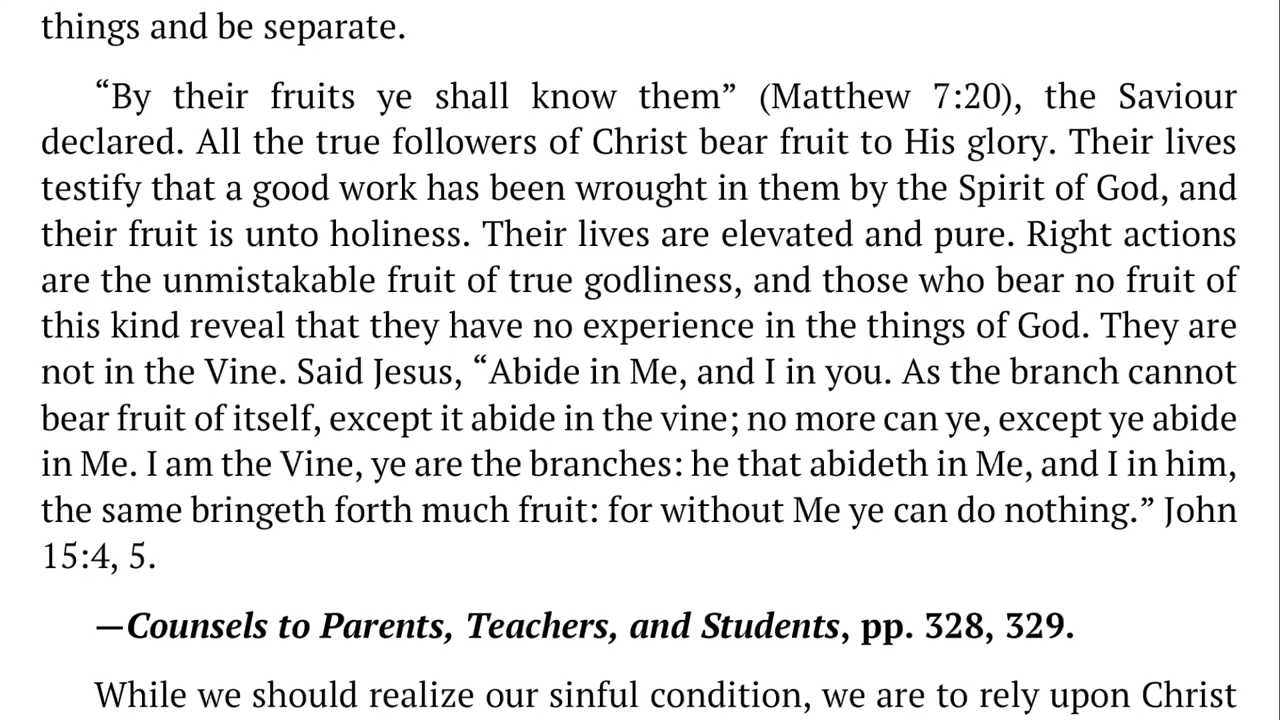 things and be separate.
“By their fruits ye shall know them” (Matthew 7:20), the Saviour
declared. All the true followers of Christ bear fruit to His glory. Their lives
testify that a good work has been wrought in them by the Spirit of God, and
their fruit is unto holiness. Their lives are elevated and pure. Right actions
are the unmistakable fruit of true godliness, and those who bear no fruit of
this kind reveal that they have no experience in the things of God. They are
not in the Vine. Said Jesus, “Abide in Me, and I in you. As the branch cannot
bear fruit of itself, except it abide in the vine; no more can ye, except ye abide
in Me. I am the Vine, ye are the branches: he that abideth in Me, and I in him,
the same bringeth forth much fruit: for without Me ye can do nothing.” John
15:4, 5.
—Counsels to Parents, Teachers, and Students, pp. 328, 329.
While we should realize our sinful condition, we are to rely upon Christ